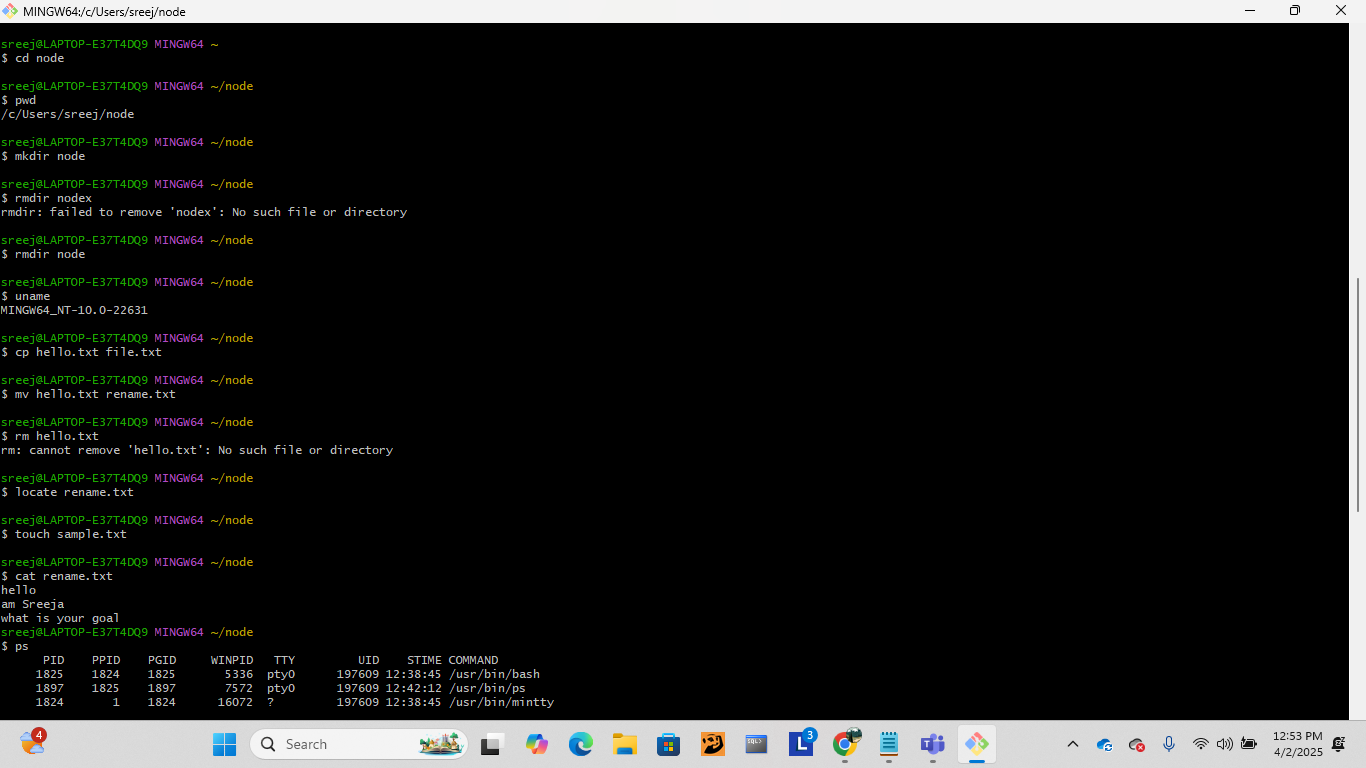 MINGW64:/c/Users/sreej/node
sreej@LAPTOP-E37T4DQ9 MINGW64 ~
$ cd node
sreej@LAPTOP-E37T4DQ9 MINGW64 ~/node
$ pwd
/c/Users/sreej/node
sreej@LAPTOP-E37T4DQ9 MINGW64 ~/node
$ mkdir node
sreej@LAPTOP-E37T4DQ9 MINGW64 ~/node
$ rmdir nodex
rmdir: failed to remove 'nodex': No such file or directory
sreej@LAPTOP-E37T4DQ9 MINGW64 ~/node
$ rmdir node
sreej@LAPTOP-E37T4DQ9 MINGW64 ~/node
$ uname
MINGW64_NT-10.0-22631
sreej@LAPTOP-E37T4DQ9 MINGW64 ~/node
$ cp hello.txt file.txt
sreej@LAPTOP-E37T4DQ9 MINGW64 ~/node
$ mv hello.txt rename.txt
sreej@LAPTOP-E37T4DQ9 MINGW64 ~/node
$ rm hello.txt
rm: cannot remove 'hello.txt': No such file or directory
sreej@LAPTOP-E37T4DQ9 MINGW64 ~/node
$ locate rename.txt
sreej@LAPTOP-E37T4DQ9 MINGW64 ~/node
$ touch sample.txt
sreej@LAPTOP-E37T4DQ9 MINGW64 ~/node
$ cat rename.txt
hello
am Sreeja
what is your goal
sreej@LAPTOP-E37T4DQ9 MINGW64 ~/node
$ ps
PID PPID PGID WINPID TTY UID STIME COMMAND
1825 1824 1825 5336 pty0 197609 12:38:45 /usr/bin/bash
1897 1825 1897 7572 pty0 197609 12:42:12 /usr/bin/ps
1824 1 1824 16072 ? 197609 12:38:45 /usr/bin/mintty
4
Search
SQL>
L
3
12:53 PM
4/2/2025